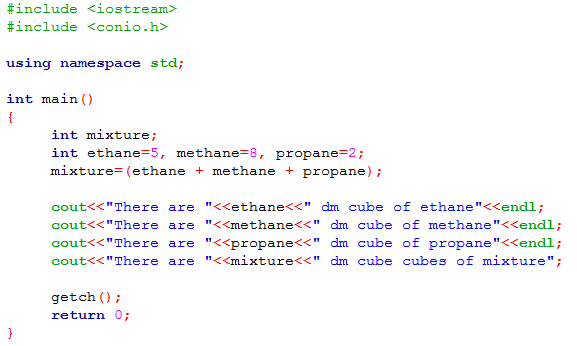 #include <iostream>
#include <conio.h>
using namespace std;
int main()
{
int mixture;
int ethane=5, methane=8, propane=2;
mixture=(ethane + methane + propane);
cout<<"There are "<<ethane<<" dm cube of ethane"<<endl;
cout<<"There are "<<methane<<" dm cube of methane"<<endl;
cout<<"There are "<<propane<<" dm cube of propane"<<endl;
cout<<"There are "<<mixture<<" dm cube cubes of mixture";
getch();
return 0;
}